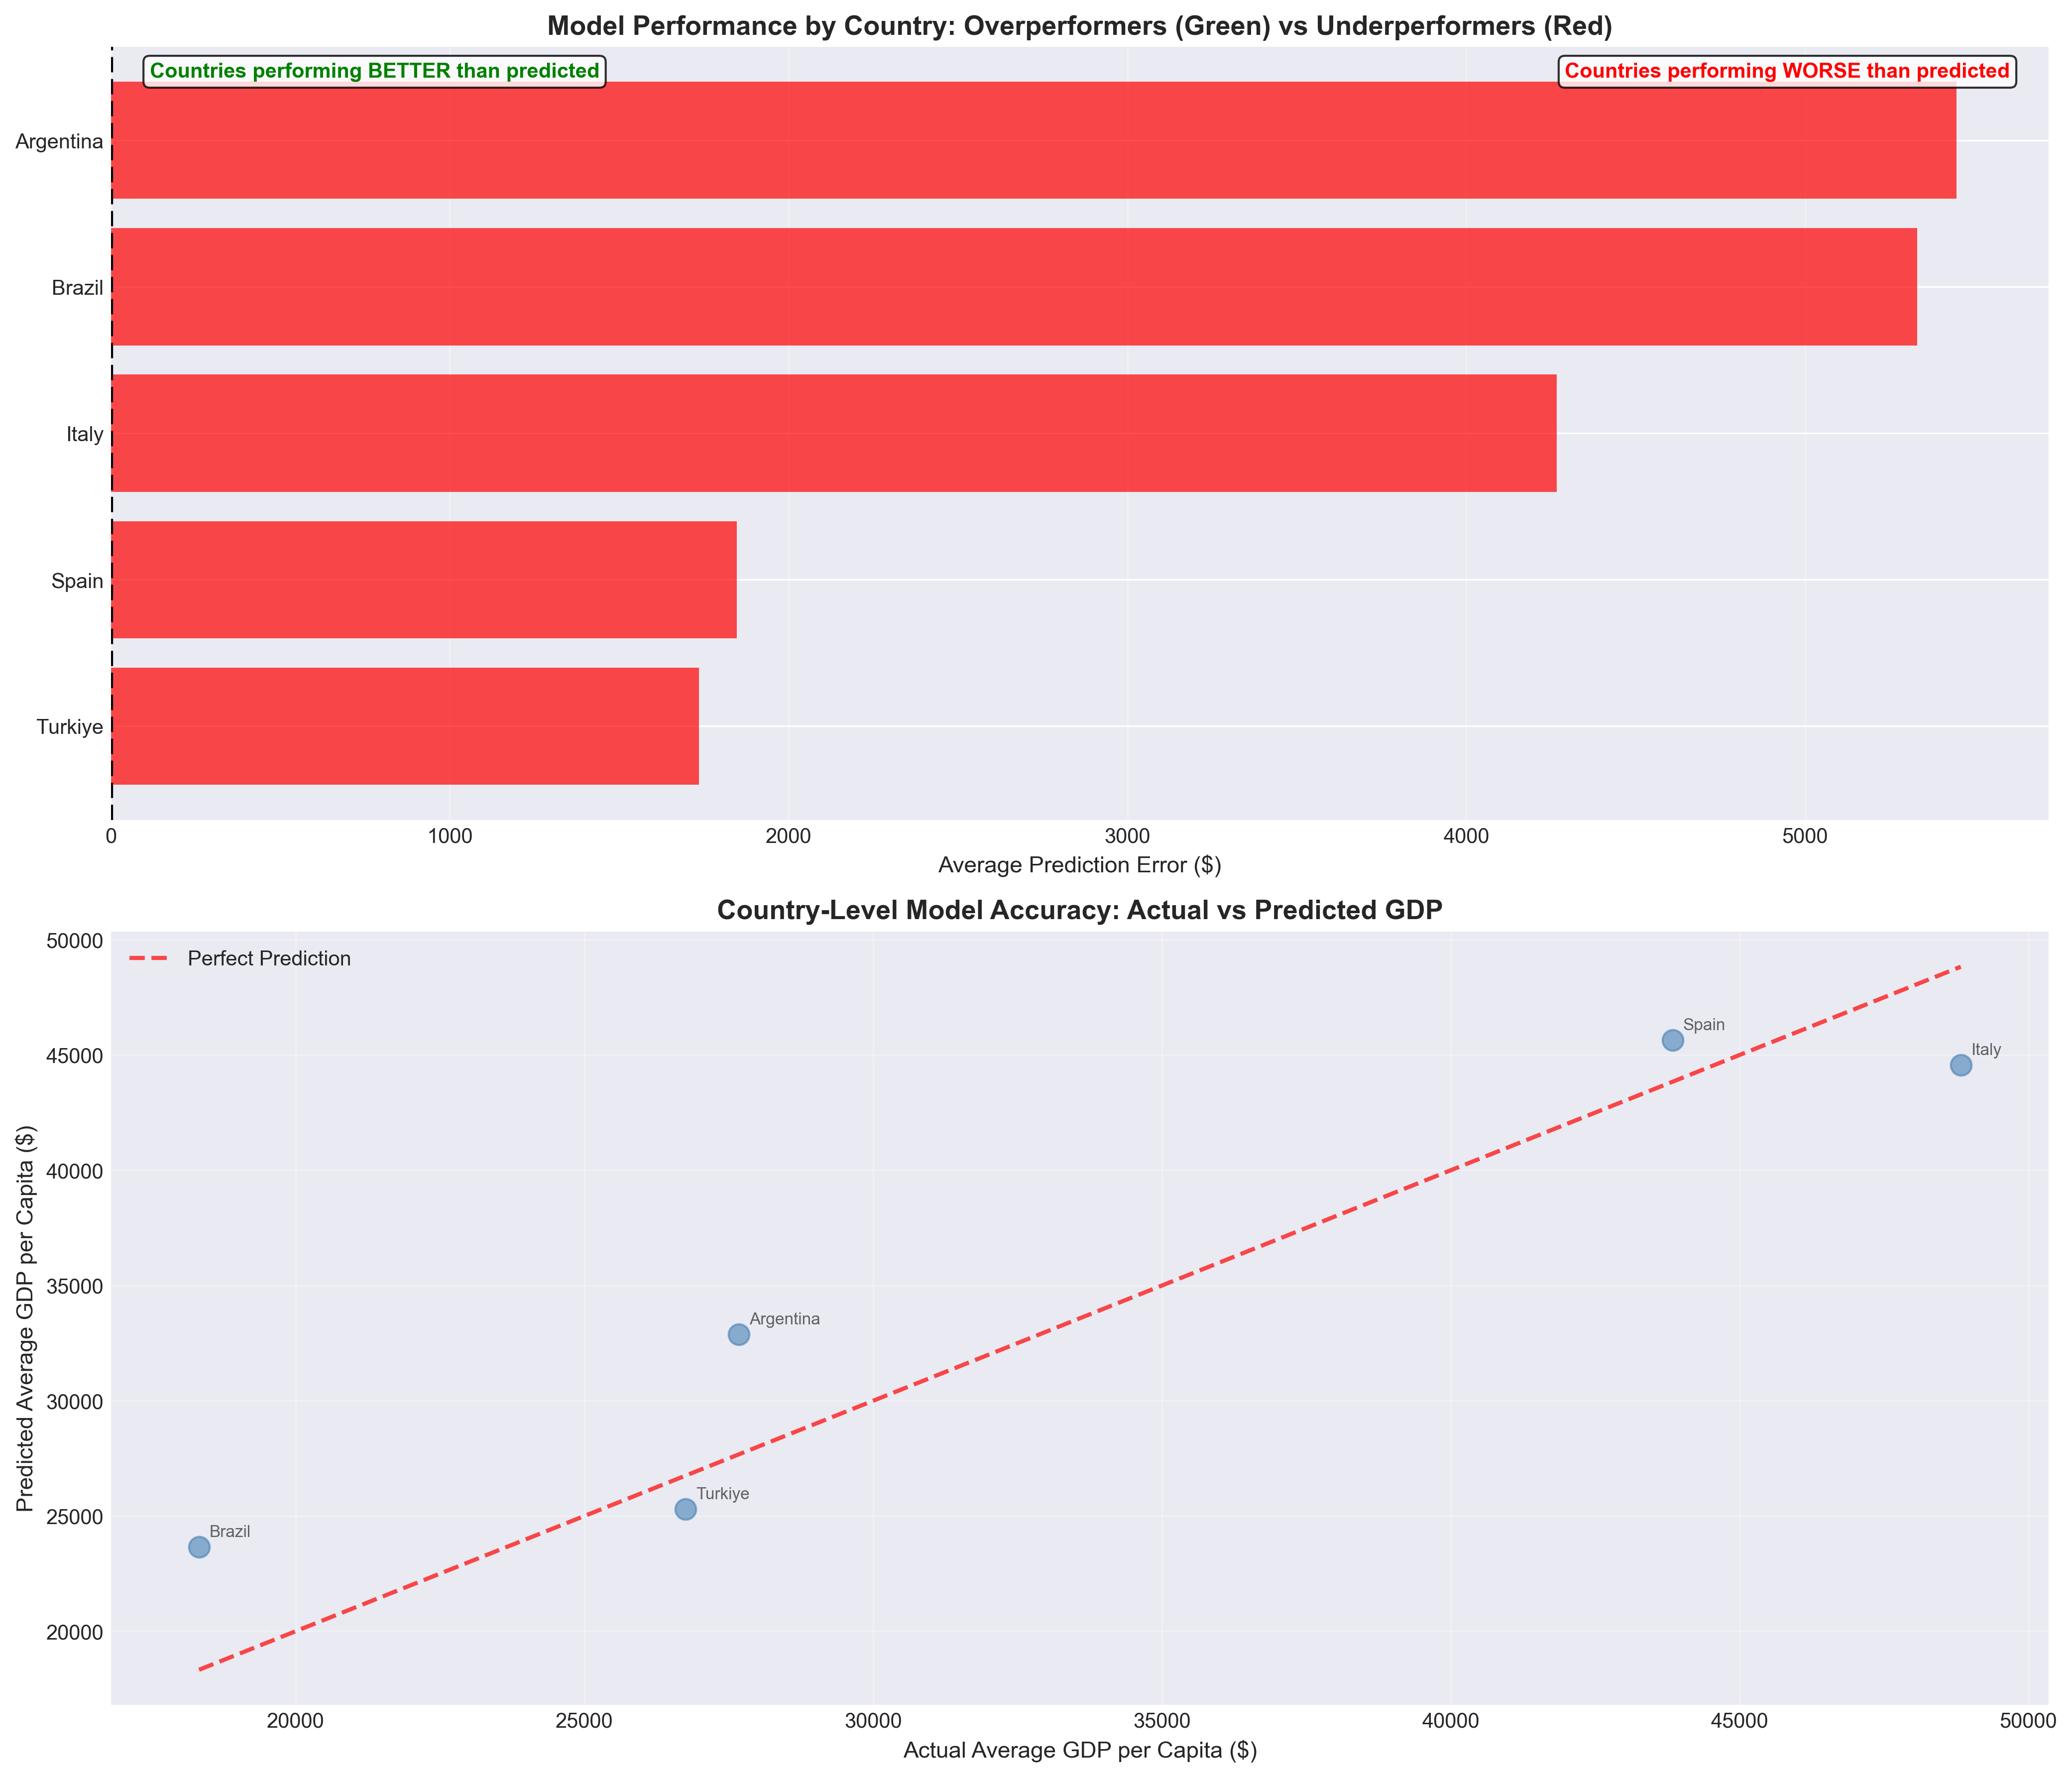 Model Performance by Country: Overperformers (Green) vs Underperformers (Red)
Countries performing BETTER than predicted
Countries performing WORSE than predicted
Argentina
Brazil
Italy
Spain
Turkiye
0 1000 2000 3000 4000 5000
Average Prediction Error ($)
Country-Level Model Accuracy: Actual vs Predicted GDP
Perfect Prediction
Predicted Average GDP per Capita ($)
50000
45000
40000
35000
30000
25000
20000
Spain
Italy
Argentina
Turkiye
Brazil
20000 25000 30000 35000 40000 45000 50000
Actual Average GDP per Capita ($)